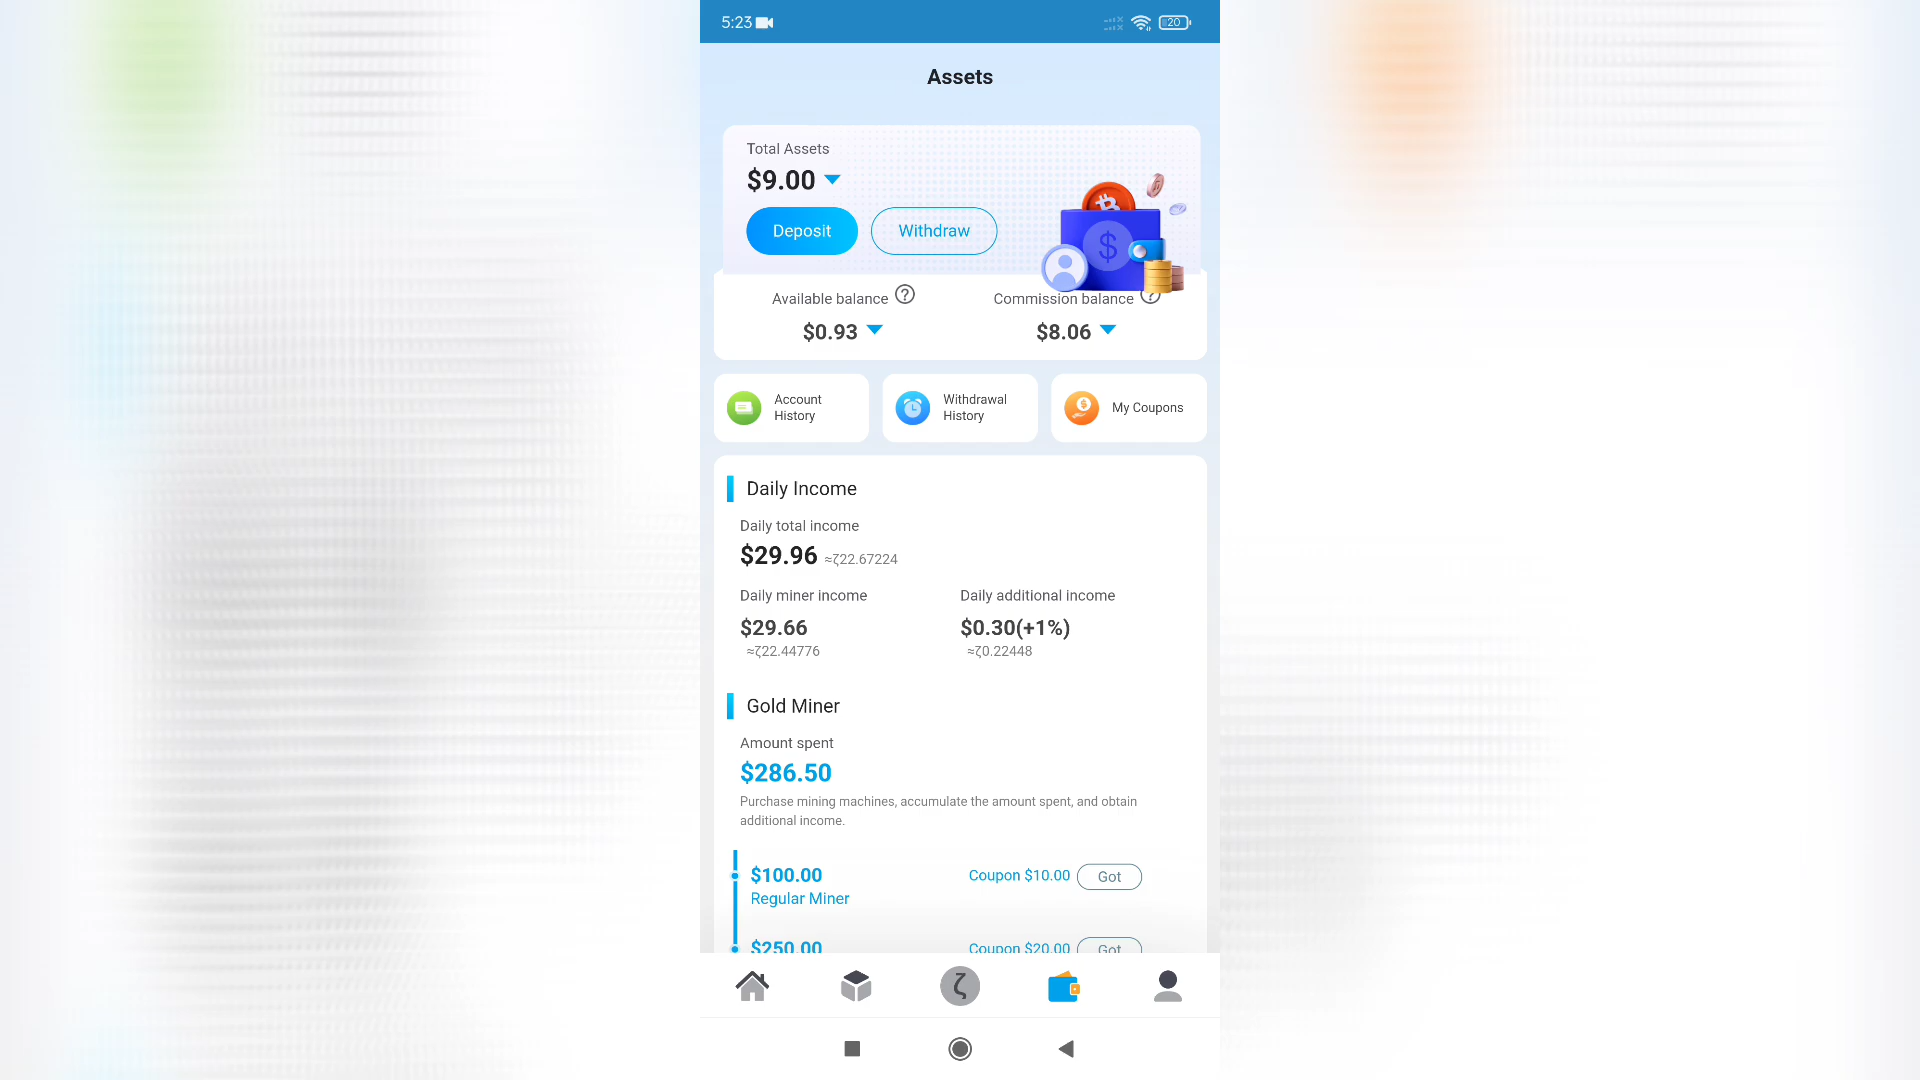 5:23
20
Assets
Total Assets
$9.00
Deposit
Withdraw
Available balance
$0.93
Commission balance
$8.06
Account
History
Withdrawal
History
My Coupons
Daily Income
Daily total income
$29.96 ≈ζ22.67224
Daily miner income
$29.66
≈ζ22.44776
Daily additional income
$0.30(+1%)
≈ζ0.22448
Gold Miner
Amount spent
$286.50
Purchase mining machines, accumulate the amount spent, and obtain
additional income.
$100.00
Coupon $10.00
Got
Regular Miner
$250.00
Coupon $20.00
Got